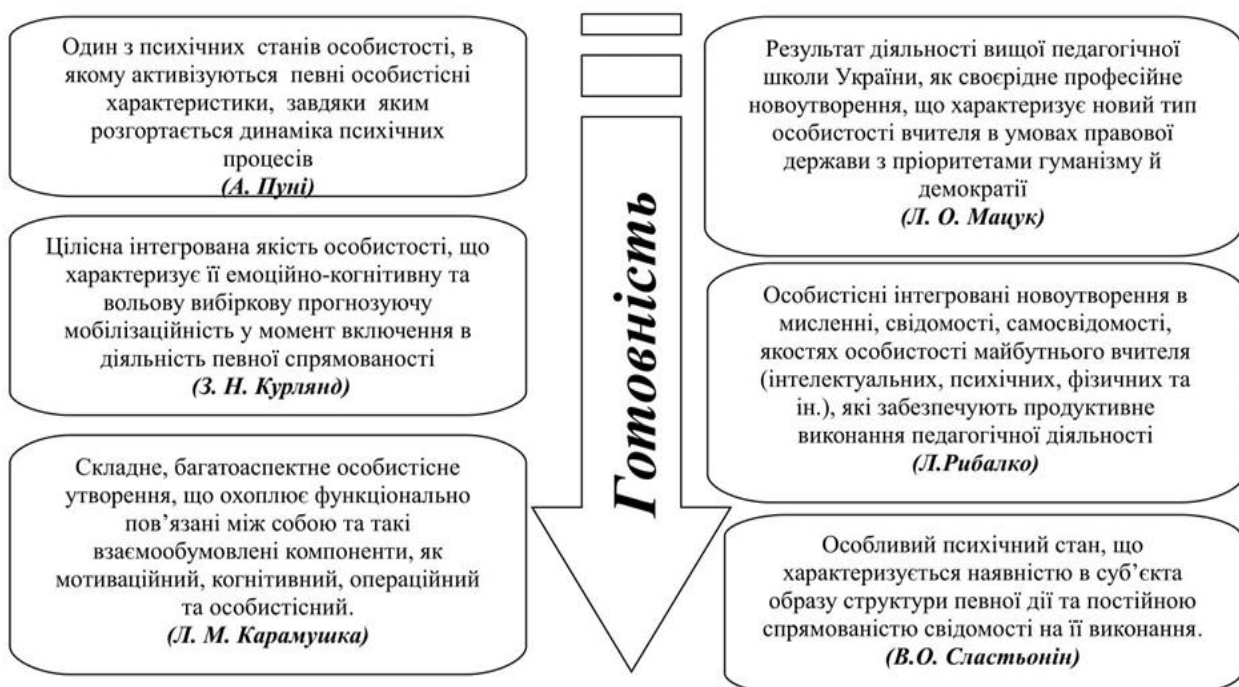 Один з психічних станів особистості, в
якому активізуються певні особистісні
характеристики, завдяки яким
розгортається динаміка психічних
процесів
(А. Пуні)
Цілісна інтегрована якість особистості, що
характеризує її емоційно-когнітивну та
вольову вибіркову прогнозуючу
мобілізаційність у момент включення в
діяльність певної спрямованості
(З. Н. Курлянд)
Складне, багатоаспектне особистісне
утворення, що охоплює функціонально
пов’язані між собою та такі
взаємообумовлені компоненти, як
мотиваційний, когнітивний, операційний
та особистісний.
(Л. М. Карамушка)
Готовність
Результат діяльності вищої педагогічної
школи України, як своєрідне професійне
новоутворення, що характеризує новий тип
особистості вчителя в умовах правової
держави з пріоритетами гуманізму й
демократії
(Л. О. Мацук)
Особистісні інтегровані новоутворення в
мисленні, свідомості, самосвідомості,
якостях особистості майбутнього вчителя
(інтелектуальних, психічних, фізичних та
ін.), які забезпечують продуктивне
виконання педагогічної діяльності
(Л.Рибалко)
Особливий психічний стан, що
характеризується наявністю в суб’єкта
образу структури певної дії та постійною
спрямованістю свідомості на її виконання.
(В.О. Сластьонін)